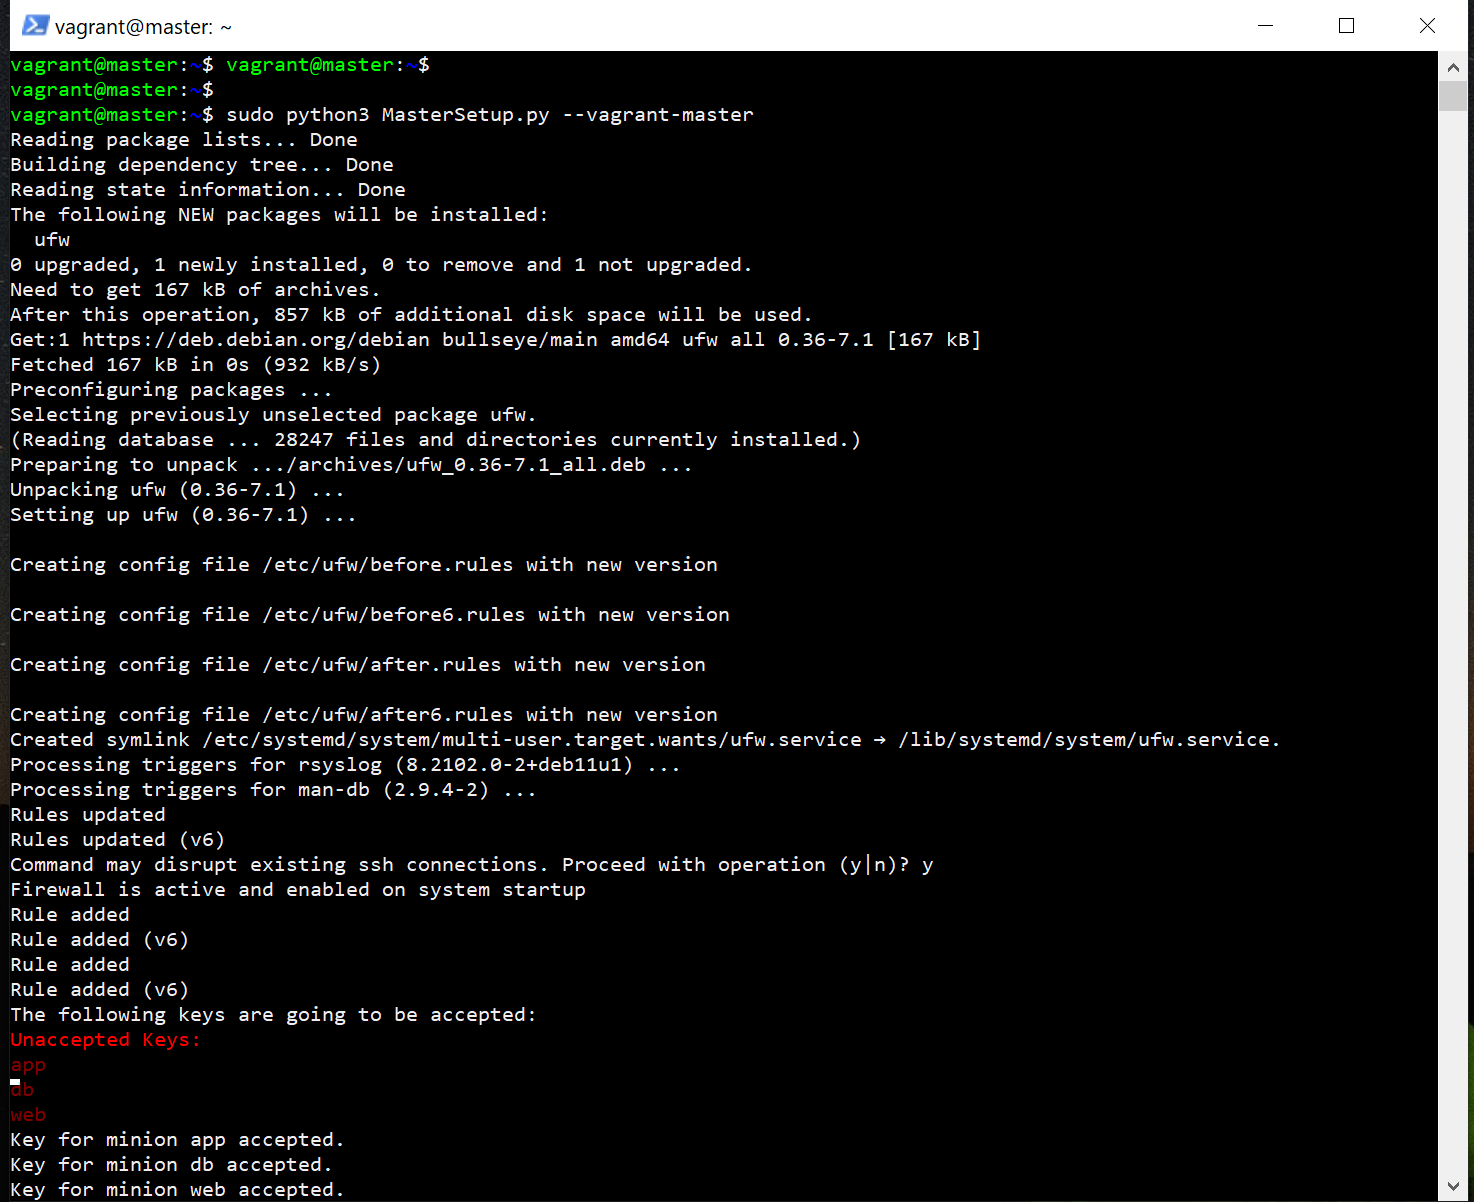 vagrant@master: ~
vagrant@master:~$ vagrant@master:~$
vagrant@master:~$
vagrant@master:~$ sudo python3 MasterSetup.py --vagrant-master
Reading package lists... Done
Building dependency tree... Done
Reading state information... Done
The following NEW packages will be installed:
  ufw
0 upgraded, 1 newly installed, 0 to remove and 1 not upgraded.
Need to get 167 kB of archives.
After this operation, 857 kB of additional disk space will be used.
Get:1 https://deb.debian.org/debian bullseye/main amd64 ufw all 0.36-7.1 [167 kB]
Fetched 167 kB in 0s (932 kB/s)
Preconfiguring packages ...
Selecting previously unselected package ufw.
(Reading database ... 28247 files and directories currently installed.)
Preparing to unpack .../archives/ufw_0.36-7.1_all.deb ...
Unpacking ufw (0.36-7.1) ...
Setting up ufw (0.36-7.1) ...
Creating config file /etc/ufw/before.rules with new version
Creating config file /etc/ufw/before6.rules with new version
Creating config file /etc/ufw/after.rules with new version
Creating config file /etc/ufw/after6.rules with new version
Created symlink /etc/systemd/system/multi-user.target.wants/ufw.service → /lib/systemd/system/ufw.service.
Processing triggers for rsyslog (8.2102.0-2+deb11u1) ...
Processing triggers for man-db (2.9.4-2) ...
Rules updated
Rules updated (v6)
Command may disrupt existing ssh connections. Proceed with operation (y|n)? y
Firewall is active and enabled on system startup
Rule added
Rule added (v6)
Rule added
Rule added (v6)
The following keys are going to be accepted:
Unaccepted Keys:
app
db
web
Key for minion app accepted.
Key for minion db accepted.
Key for minion web accepted.